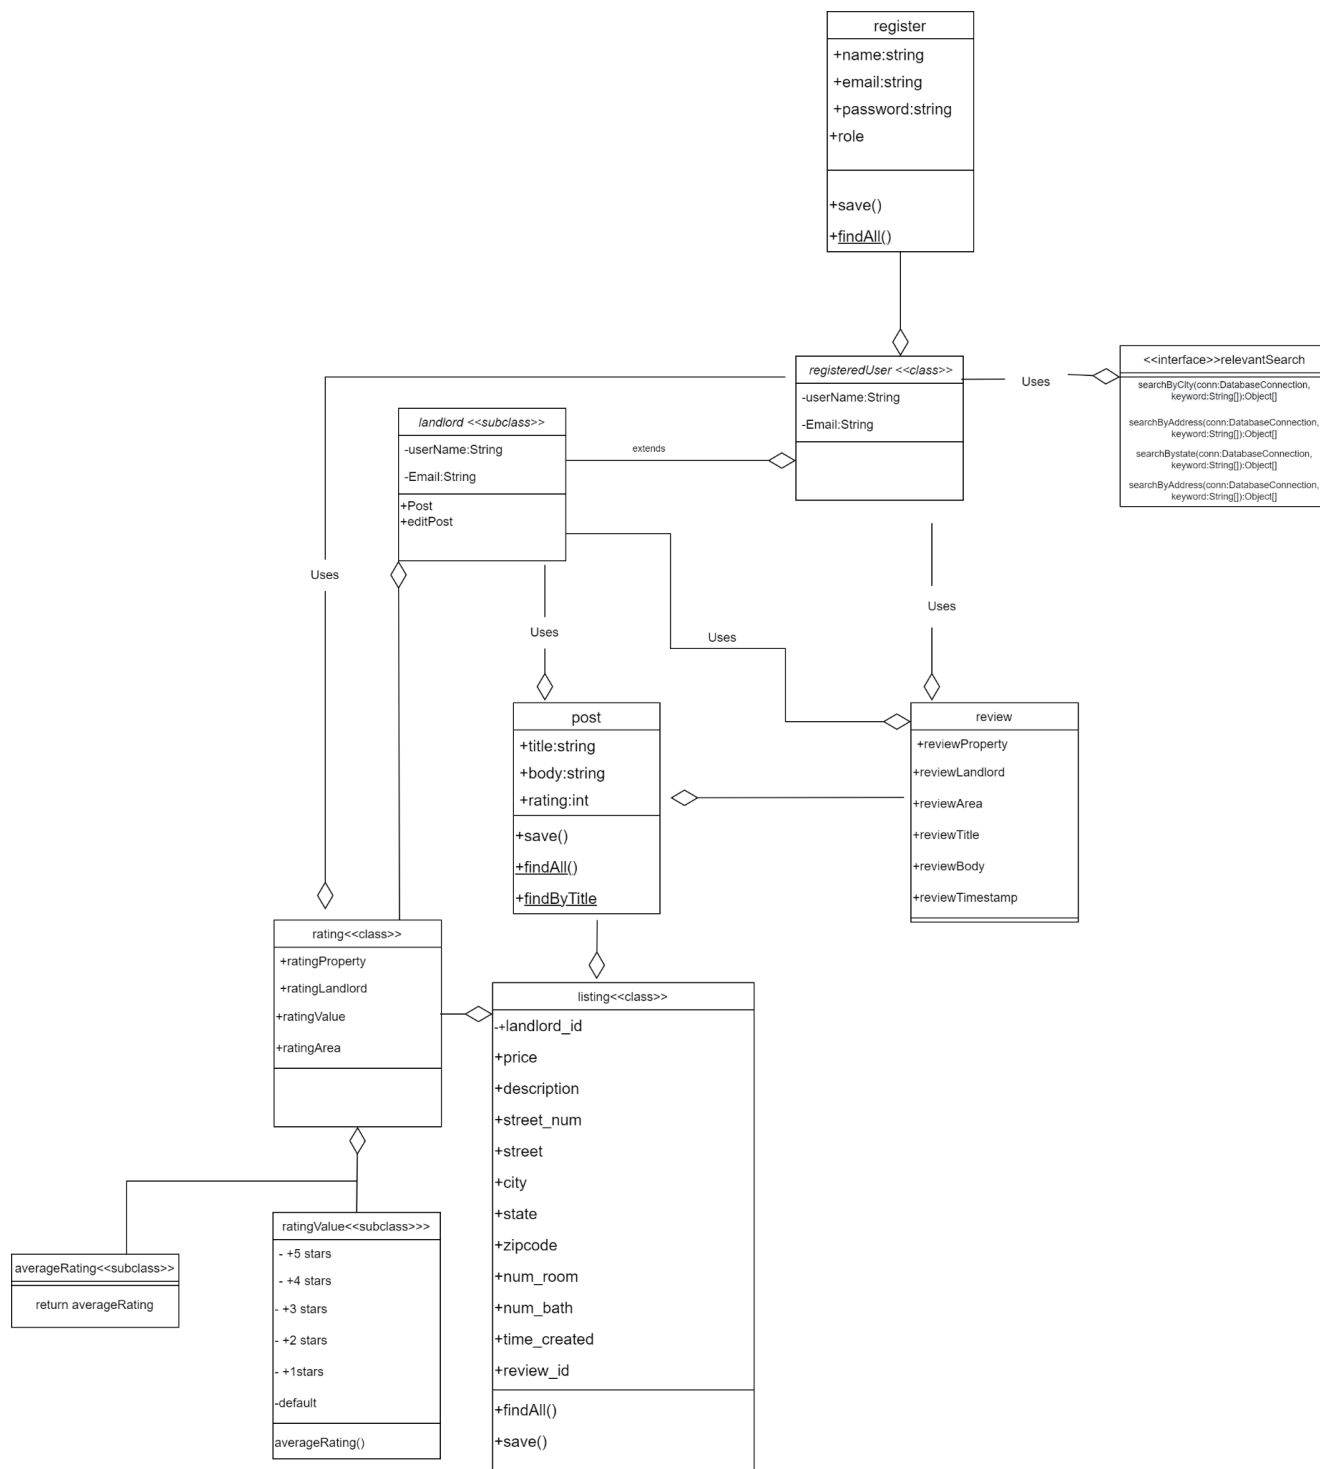 register
+name:string
+email:string
+password:string
+role
+save()
+findAll()
<<interface>>relevantSearch
searchByCity(conn:DatabaseConnection,
keyword:String[]):Object[]
searchByAddress(conn:DatabaseConnection,
keyword:String[]):Object[]
searchBystate(conn:DatabaseConnection,
keyword:String[]):Object[]
searchByAddress(conn:DatabaseConnection,
keyword:String[]):Object[]
registeredUser <<class>>
-userName:String
-Email:String
Uses
landlord <<subclass>>
-userName:String
-Email:String
+Post
+editPost
extends
Uses
Uses
Uses
Uses
post
+title:string
+body:string
+rating:int
+save()
+findAll()
+findByTitle
review
+reviewProperty
+reviewLandlord
+reviewArea
+reviewTitle
+reviewBody
+reviewTimestamp
rating<<class>>
+ratingProperty
+ratingLandlord
+ratingValue
+ratingArea
listing<<class>>
-+landlord_id
+price
+description
+street_num
+street
+city
+state
+zipcode
+num_room
+num_bath
+time_created
+review_id
+findAll()
+save()
averageRating<<subclass>>
return averageRating
ratingValue<<subclass>>>
- +5 stars
- +4 stars
- +3 stars
- +2 stars
- +1stars
-default
averageRating()